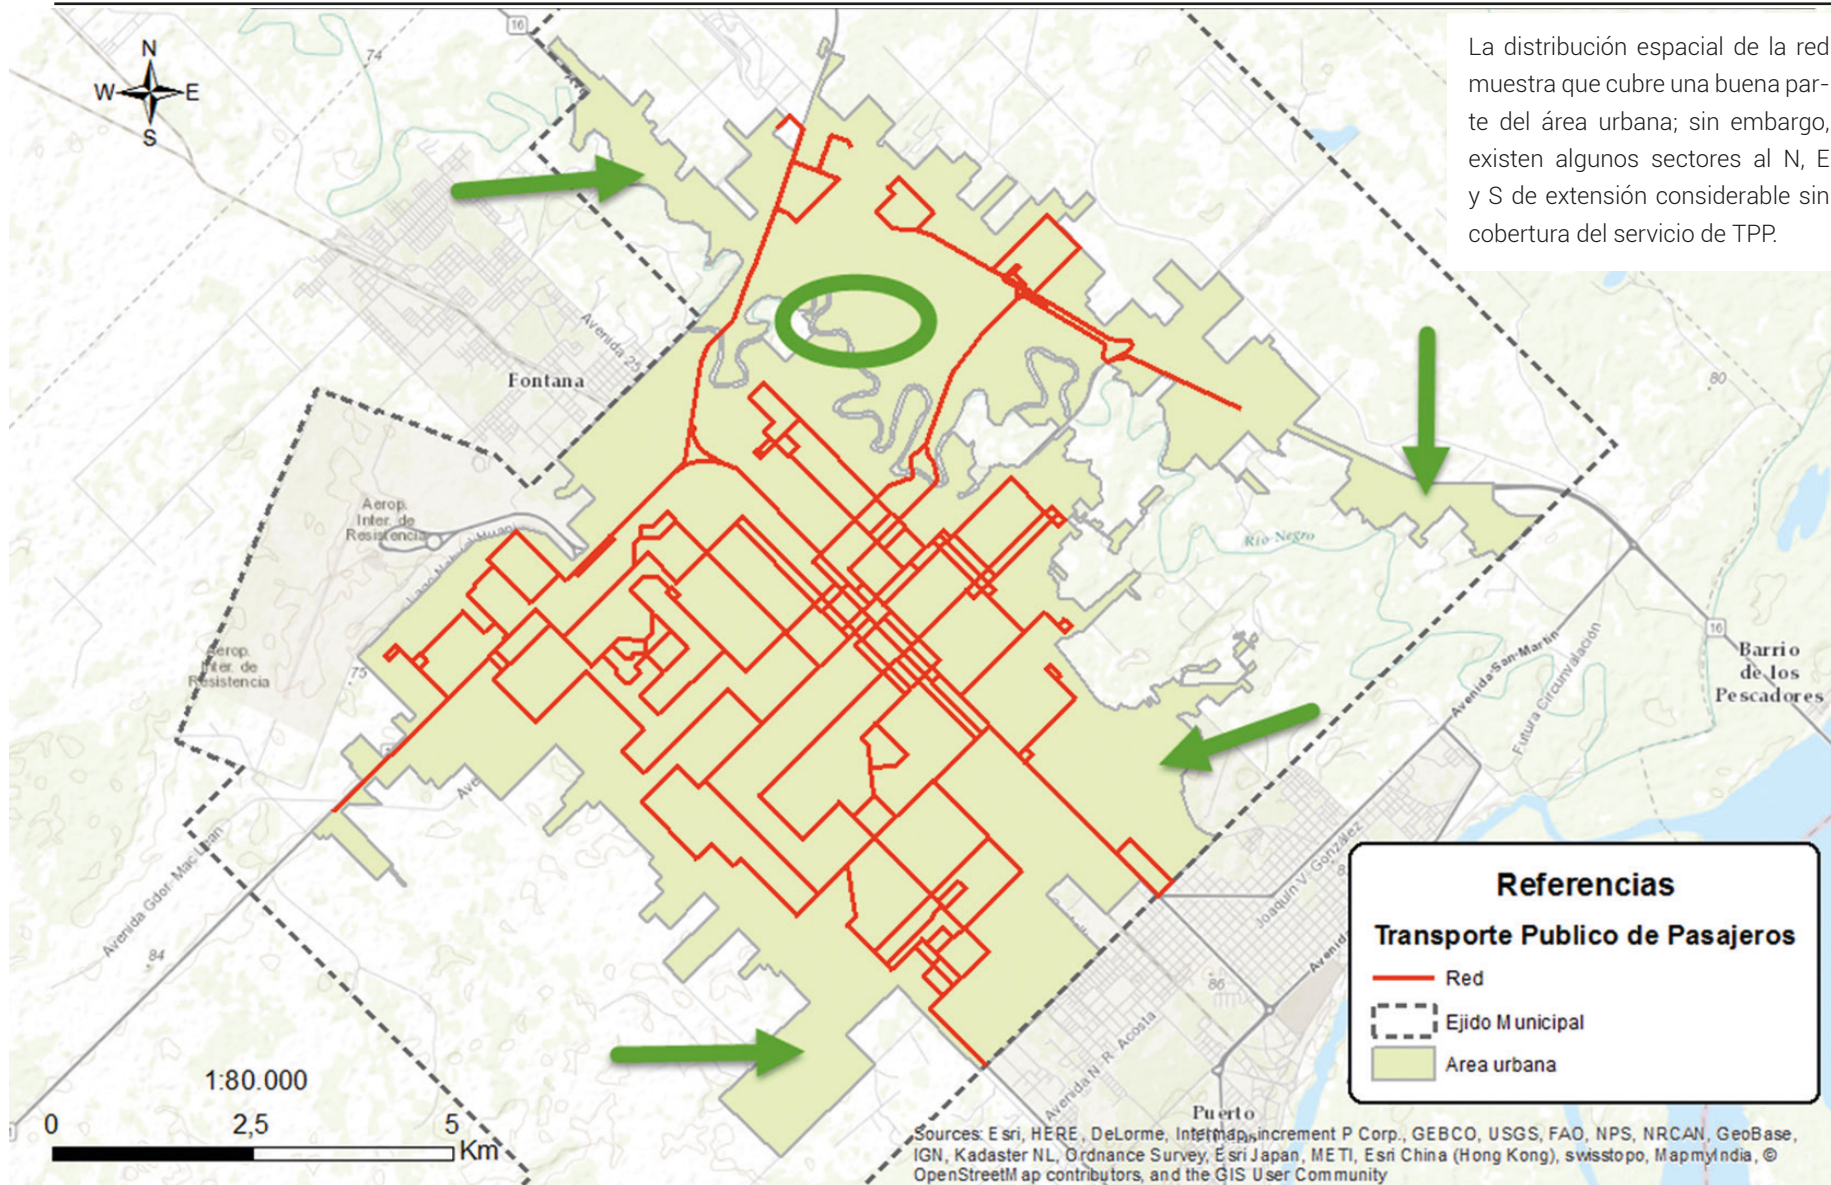 La distribución espacial de la red
muestra que cubre una buena par-
te del área urbana; sin embargo,
existen algunos sectores al N, E
y S de extensión considerable sin
cobertura del servicio de TPP.
N
W E
S
16
74
Avenida 25
Fontana
80
Aerop.
Inter. de
Resistencia
Río Negro
Aerop.
Inter. de
Resistencia
75
16
Barrio
de los
Pescadores
Avenida San Martín
Futura Circunvalación
Ave
Avenida Gdor. Mac Lean
84
Joaquín V. González
Avenida
86
Avenida N. R. Acosta
Puerto
Referencias
Transporte Publico de Pasajeros
Red
Ejido Municipal
Area urbana
1:80.000
0 2,5 5
Km
Sources: Esri, HERE, DeLorme, Intermap, increment P Corp., GEBCO, USGS, FAO, NPS, NRCAN, GeoBase,
IGN, Kadaster NL, Ordnance Survey, Esri Japan, METI, Esri China (Hong Kong), swisstopo, MapmyIndia, ©
OpenStreetMap contributors, and the GIS User Community